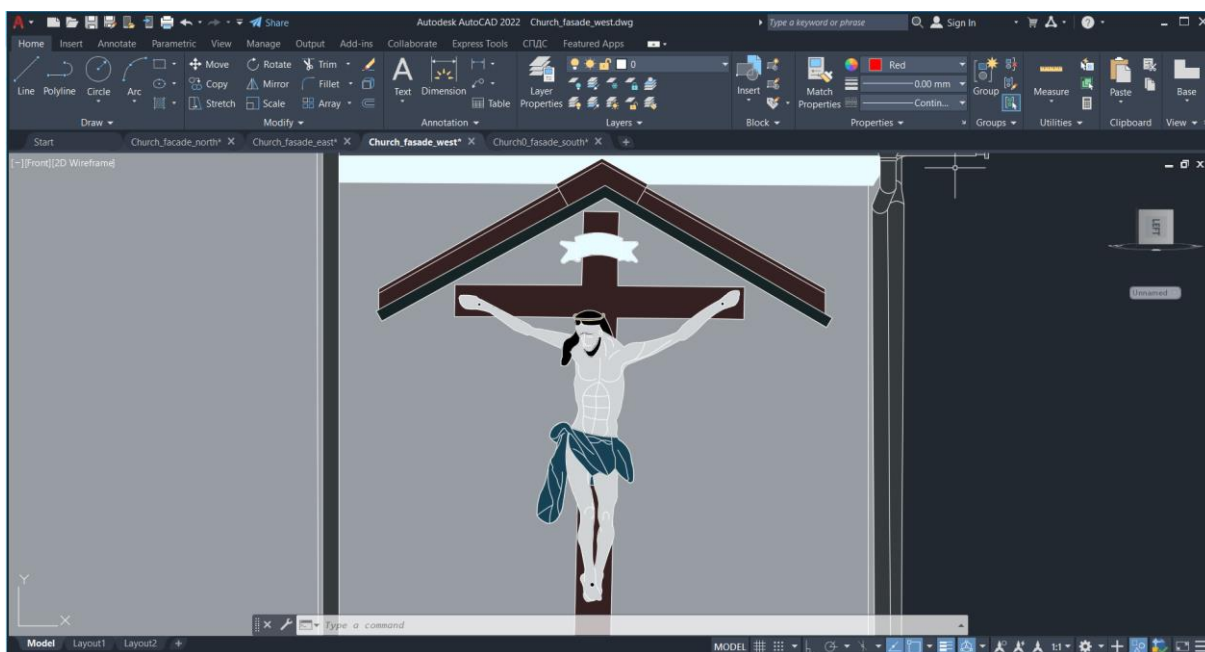 Share
Autodesk AutoCAD 2022 Church_fasade_west.dwg
Type a keyword or phrase
Sign In
Home Insert Annotate Parametric View Manage Output Add-ins Collaborate Express Tools СПДС Featured Apps
Line Polyline Circle Arc
Move Rotate Trim
Copy Mirror Fillet
Stretch Scale Array
Text Dimension Table
Layer Properties
0
Insert
Match Properties
Red
0.00 mm
Contin...
Group
Measure
Paste
Base
Draw Modify Annotation Layers Block Properties Groups Utilities Clipboard View
Start Church_facade_north* Church_fasade_east* Church_fasade_west* Church0_fasade_south*
[−][Front][2D Wireframe]
LEFT
Unnamed
Y
X
Type a command
Model Layout1 Layout2 +
MODEL
1:1